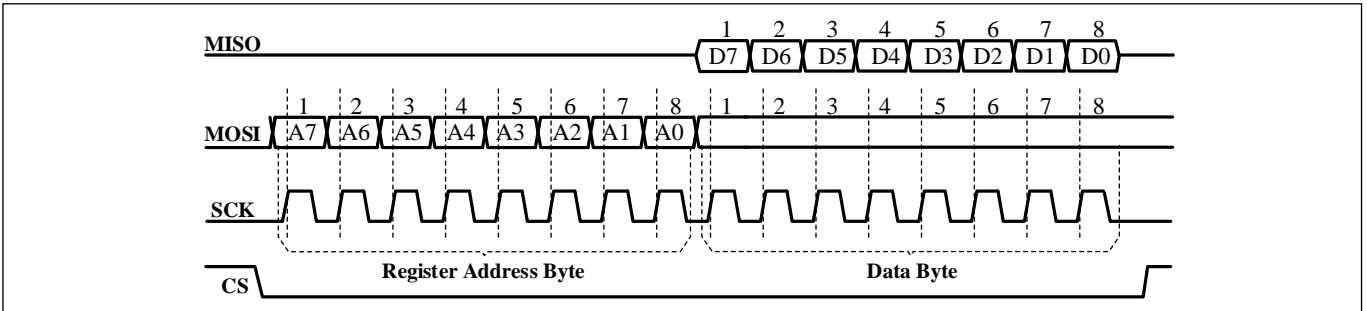 1 2 3 4 5 6 7 8
MISO D7 D6 D5 D4 D3 D2 D1 D0
1 2 3 4 5 6 7 8 1 2 3 4 5 6 7 8
MOSI A7 A6 A5 A4 A3 A2 A1 A0
SCK
Register Address Byte Data Byte
CS